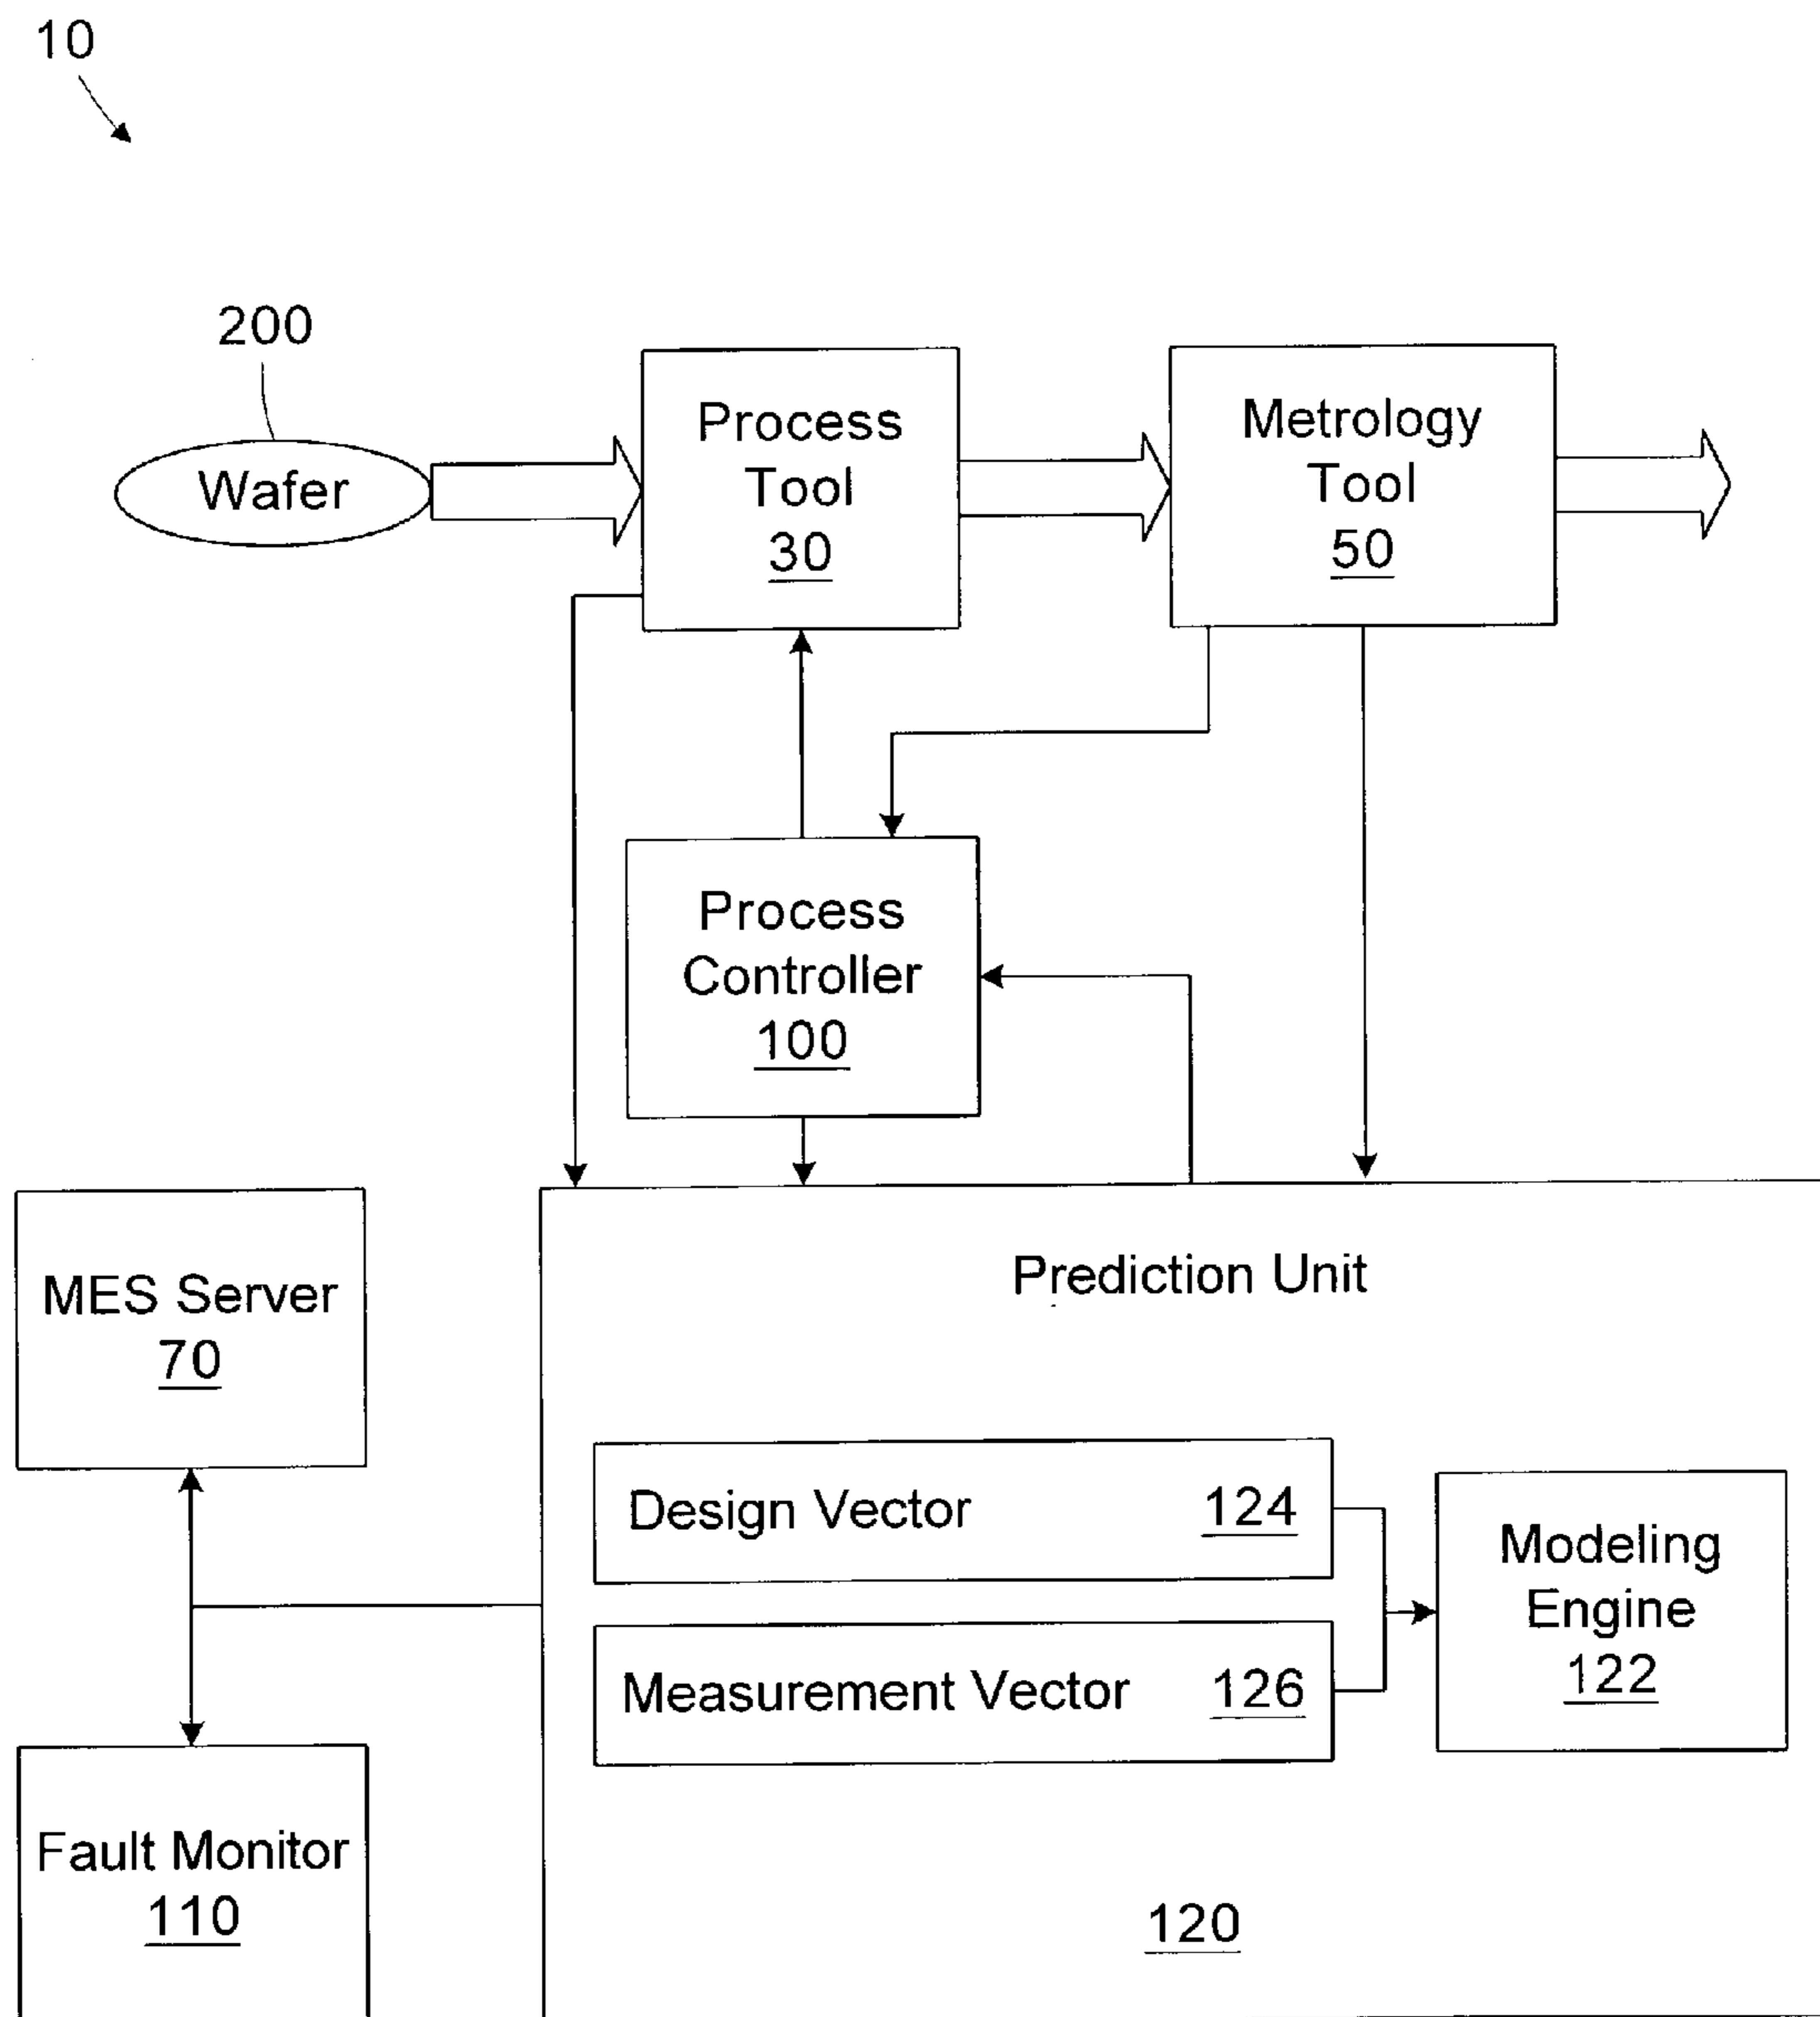 10
200
Wafer
Process
Tool
30
Metrology
Tool
50
Process
Controller
100
MES Server
70
Prediction Unit
Design Vector 124
Measurement Vector 126
Modeling
Engine
122
Fault Monitor
110
120